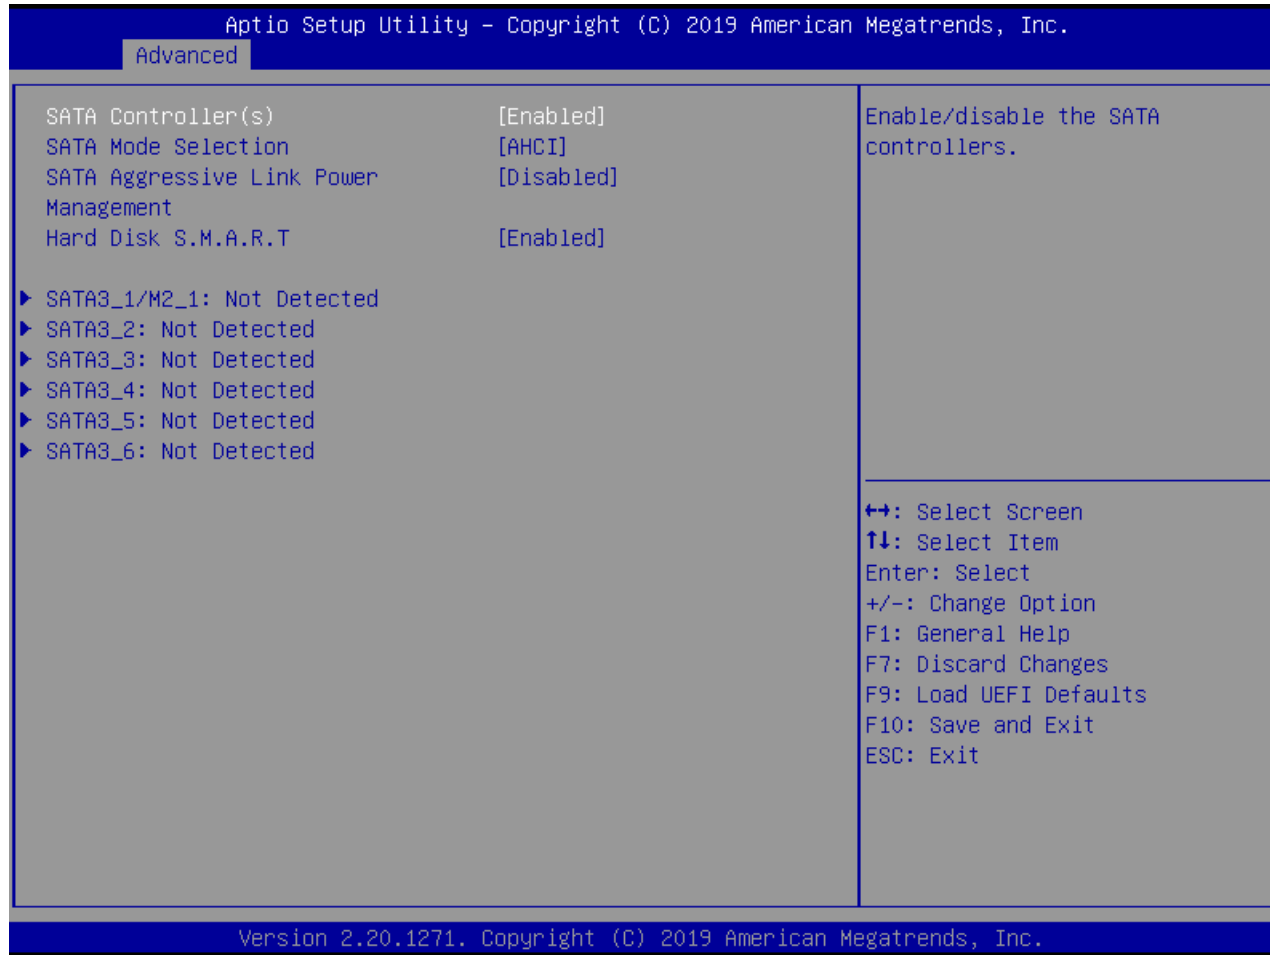 Aptio Setup Utility – Copyright (C) 2019 American Megatrends, Inc.
Advanced
SATA Controller(s) [Enabled]
SATA Mode Selection [AHCI]
SATA Aggressive Link Power [Disabled]
Management
Hard Disk S.M.A.R.T [Enabled]
SATA3_1/M2_1: Not Detected
SATA3_2: Not Detected
SATA3_3: Not Detected
SATA3_4: Not Detected
SATA3_5: Not Detected
SATA3_6: Not Detected
Enable/disable the SATA
controllers.
↔: Select Screen
↑↓: Select Item
Enter: Select
+/-: Change Option
F1: General Help
F7: Discard Changes
F9: Load UEFI Defaults
F10: Save and Exit
ESC: Exit
Version 2.20.1271. Copyright (C) 2019 American Megatrends, Inc.